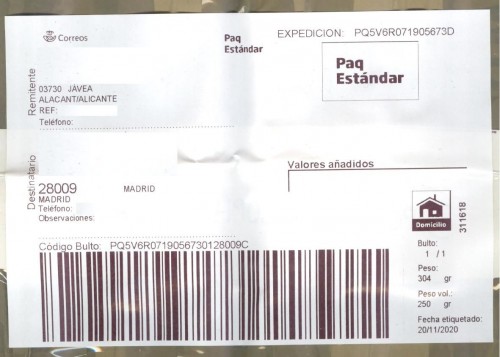 Correos
Paq
Estándar
EXPEDICION: PQ5V6R071905673D
Paq
Estándar
Remitente
03730 JÁVEA
ALACANT/ALICANTE
REF:
Teléfono:
Destinatario
28009 MADRID
MADRID
Teléfono:
Observaciones:
Valores añadidos
Domicilio
311618
Código Bulto: PQ5V6R0719056730128009C
Bulto:
1 / 1
Peso:
304 gr
Peso vol.:
250 gr
Fecha etiquetado:
20/11/2020